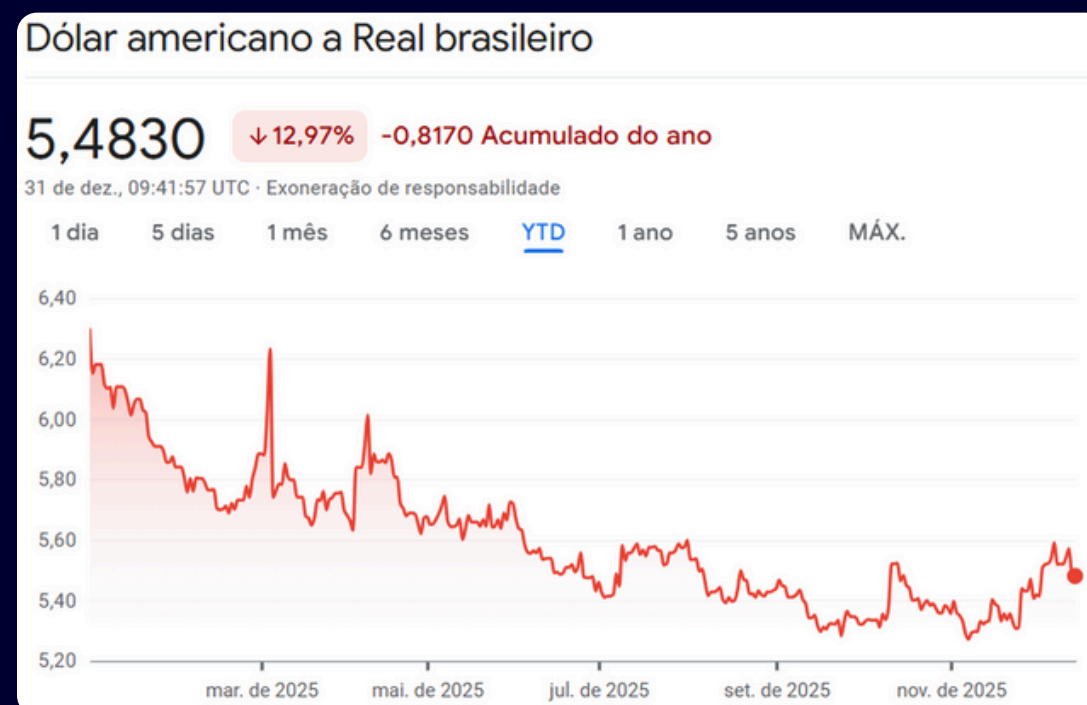 Dólar americano a Real brasileiro
5,4830 ↓12,97% -0,8170 Acumulado do ano
31 de dez., 09:41:57 UTC · Exoneração de responsabilidade
1 dia 5 dias 1 mês 6 meses YTD 1 ano 5 anos MÁX.
6,40
6,20
6,00
5,80
5,60
5,40
5,20
mar. de 2025 mai. de 2025 jul. de 2025 set. de 2025 nov. de 2025